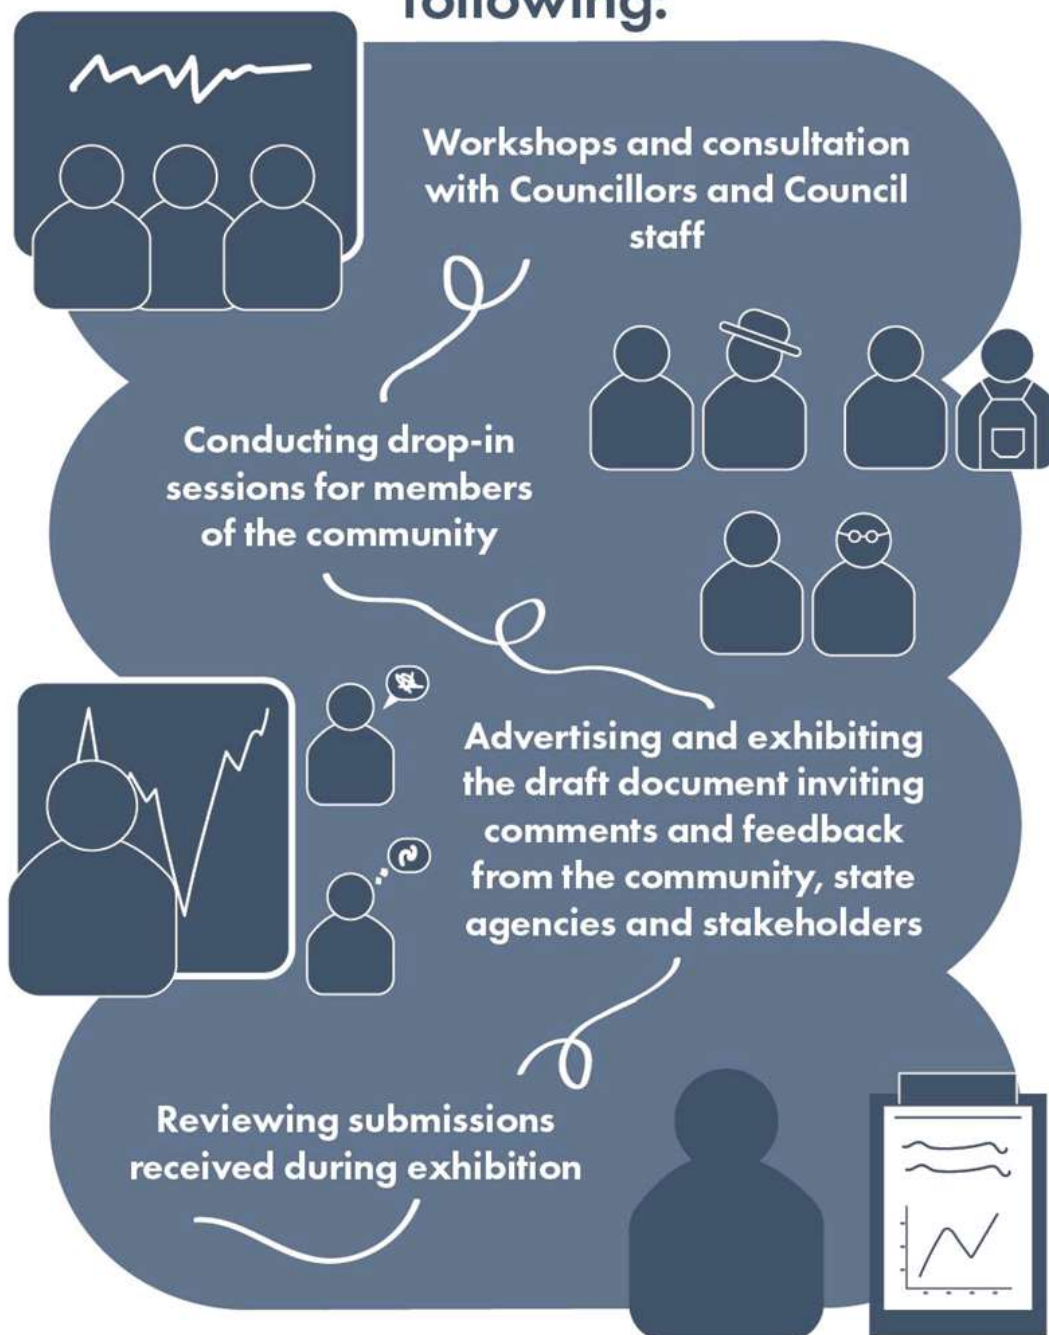 following:
Workshops and consultation
with Councillors and Council
staff
Conducting drop-in
sessions for members
of the community
Advertising and exhibiting
the draft document inviting
comments and feedback
from the community, state
agencies and stakeholders
Reviewing submissions
received during exhibition